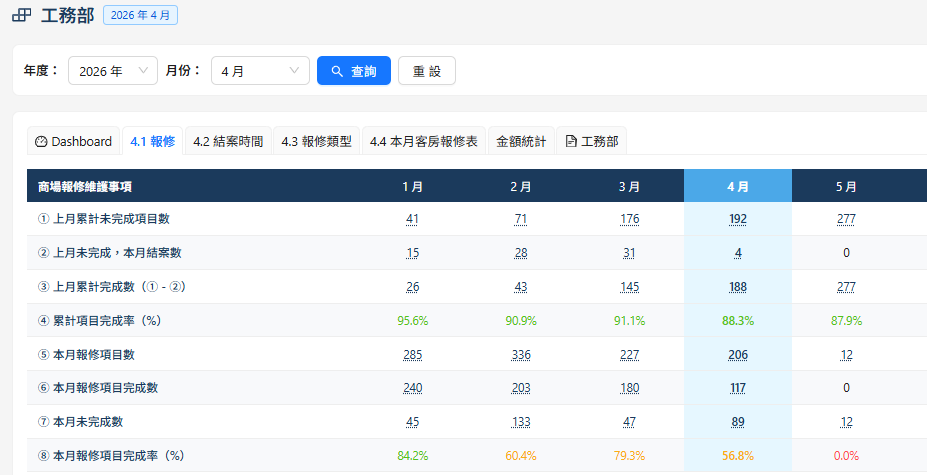 工務部 2026 年 4 月
年度： 2026 年 月份： 4 月 查詢 重設
Dashboard 4.1 報修 4.2 結案時間 4.3 報修類型 4.4 本月客房報修表 金額統計 工務部
商場報修維護事項 1 月 2 月 3 月 4 月 5 月
① 上月累計未完成項目數 41 71 176 192 277
② 上月未完成，本月結案數 15 28 31 4 0
③ 上月累計完成數（① - ②） 26 43 145 188 277
④ 累計項目完成率（%） 95.6% 90.9% 91.1% 88.3% 87.9%
⑤ 本月報修項目數 285 336 227 206 12
⑥ 本月報修項目完成數 240 203 180 117 0
⑦ 本月未完成數 45 133 47 89 12
⑧ 本月報修項目完成率（%） 84.2% 60.4% 79.3% 56.8% 0.0%